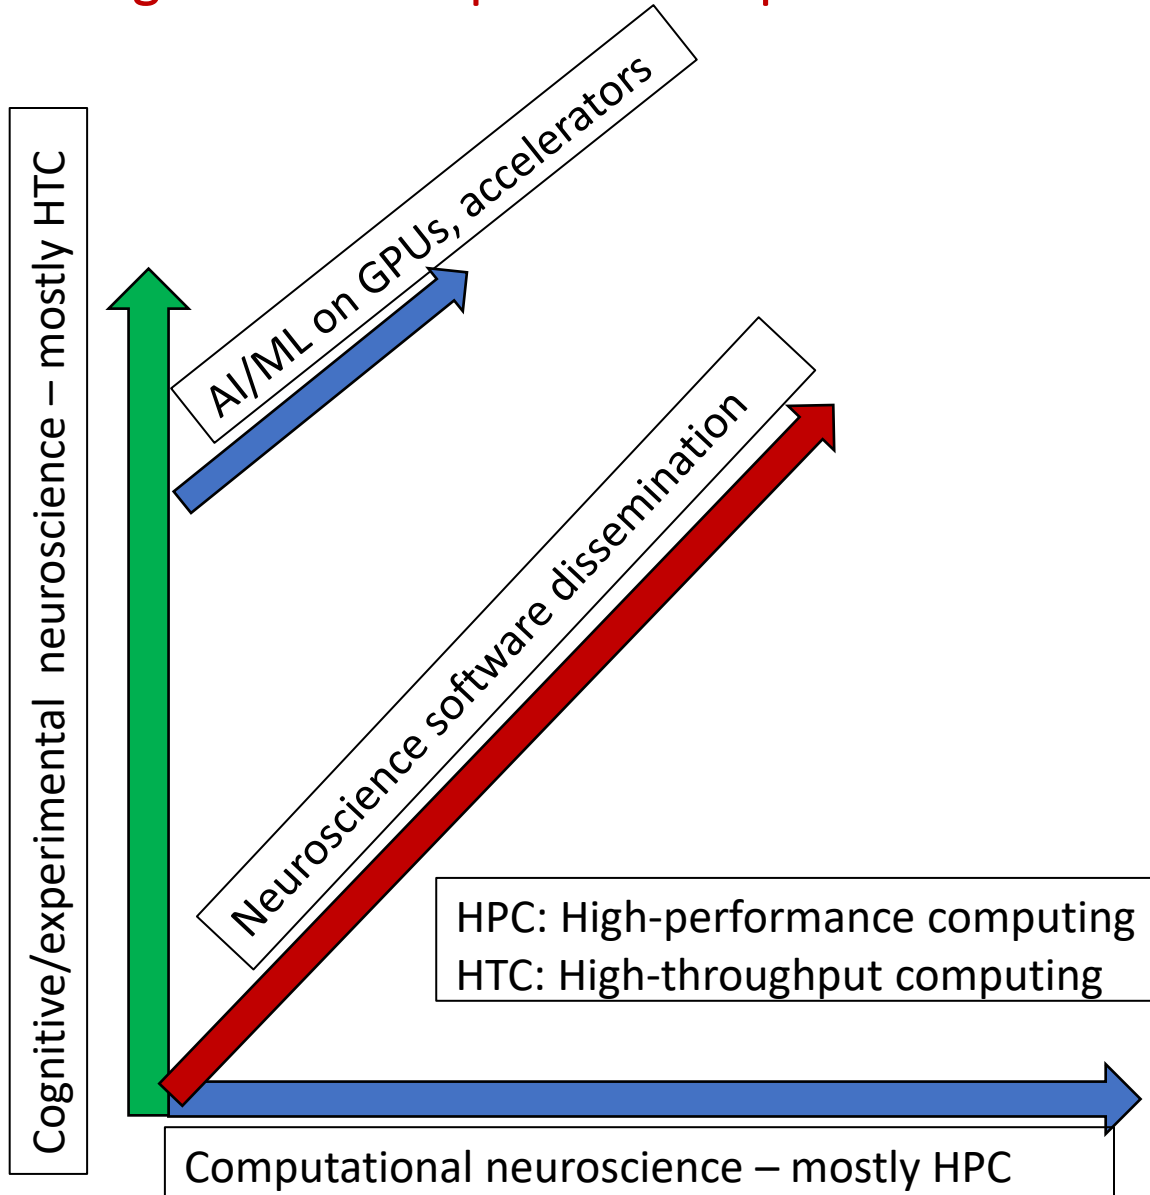 Cognitive/experimental neuroscience – mostly HTC
AI/ML on GPUs, accelerators
Neuroscience software dissemination
HPC: High-performance computing
HTC: High-throughput computing
Computational neuroscience – mostly HPC